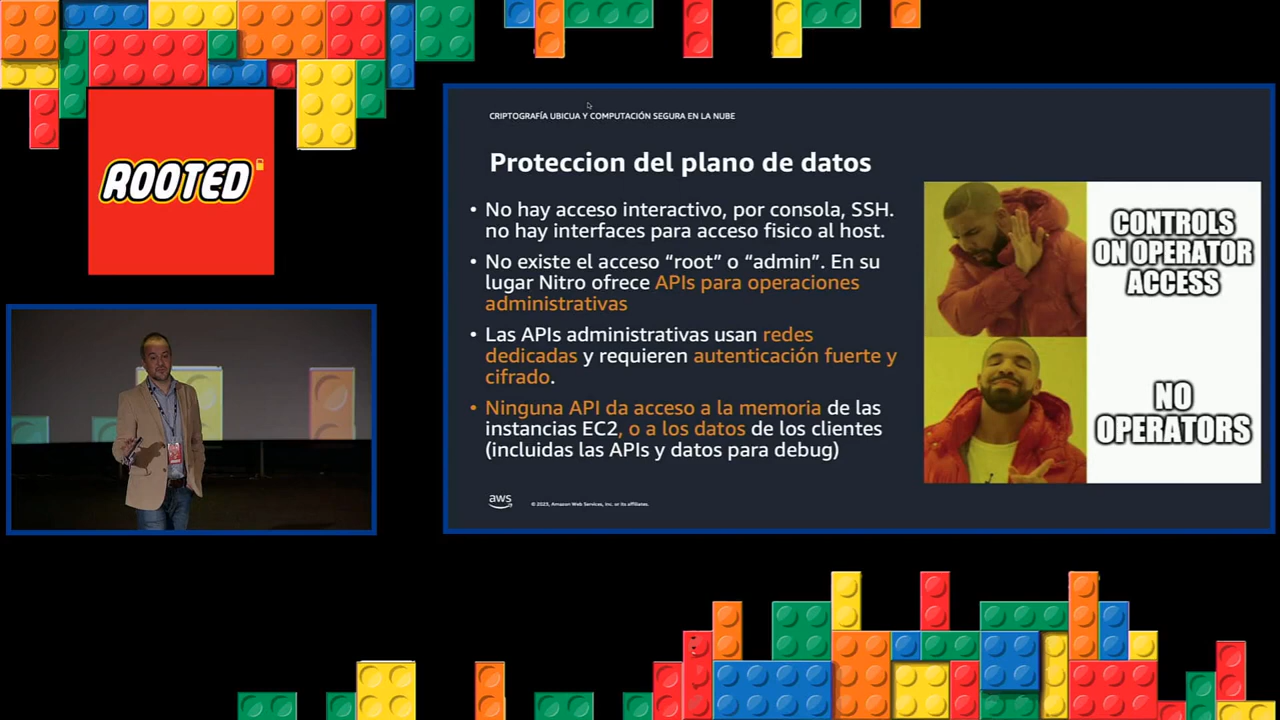 ROOTED
CRIPTOGRAFÍA UBICUA Y COMPUTACIÓN SEGURA EN LA NUBE
Proteccion del plano de datos
• No hay acceso interactivo, por consola, SSH.
no hay interfaces para acceso fisico al host.
• No existe el acceso “root” o “admin”. En su
lugar Nitro ofrece APIs para operaciones
administrativas
• Las APIs administrativas usan redes
dedicadas y requieren autenticación fuerte y
cifrado.
• Ninguna API da acceso a la memoria de las
instancias EC2, o a los datos de los clientes
(incluidas las APIs y datos para debug)
CONTROLS
ON OPERATOR
ACCESS
NO
OPERATORS
aws
© 2023, Amazon Web Services, Inc. or its affiliates.